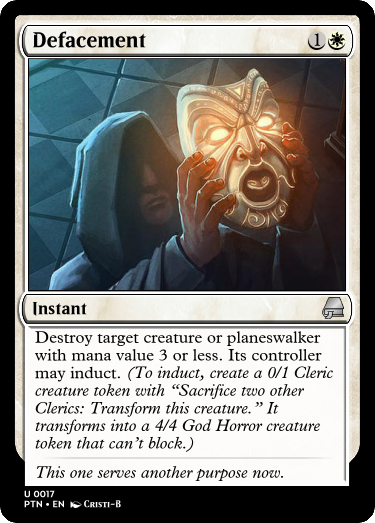 Defacement 1
Instant
Destroy target creature or planeswalker
with mana value 3 or less. Its controller
may induct. (To induct, create a 0/1 Cleric
creature token with “Sacrifice two other
Clerics: Transform this creature.” It
transforms into a 4/4 God Horror creature
token that can’t block.)
This one serves another purpose now.
U 0017
PTN • EN Cristi-B